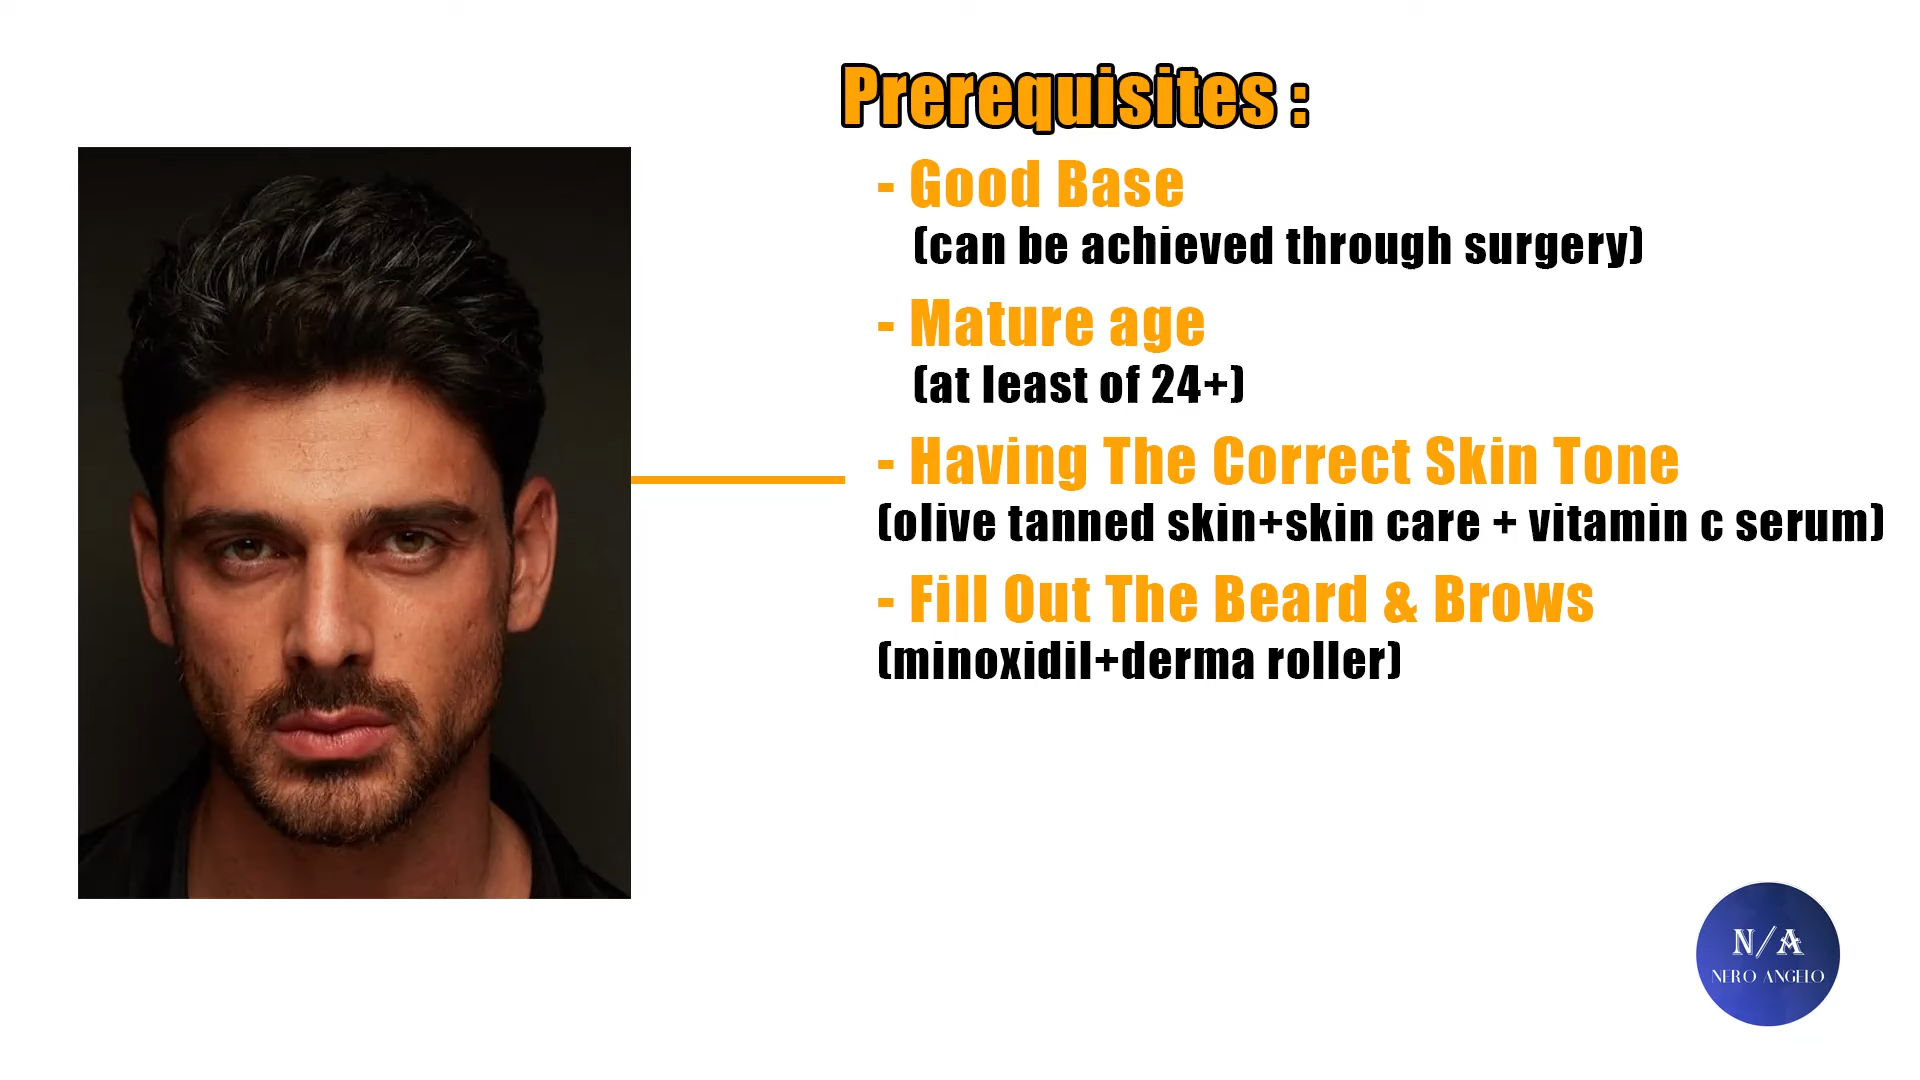 Prerequisites :
- Good Base
(can be achieved through surgery)
- Mature age
(at least of 24+)
- Having The Correct Skin Tone
(olive tanned skin+skin care + vitamin c serum)
- Fill Out The Beard & Brows
(minoxidil+derma roller)
N/A
NERO ANGELO